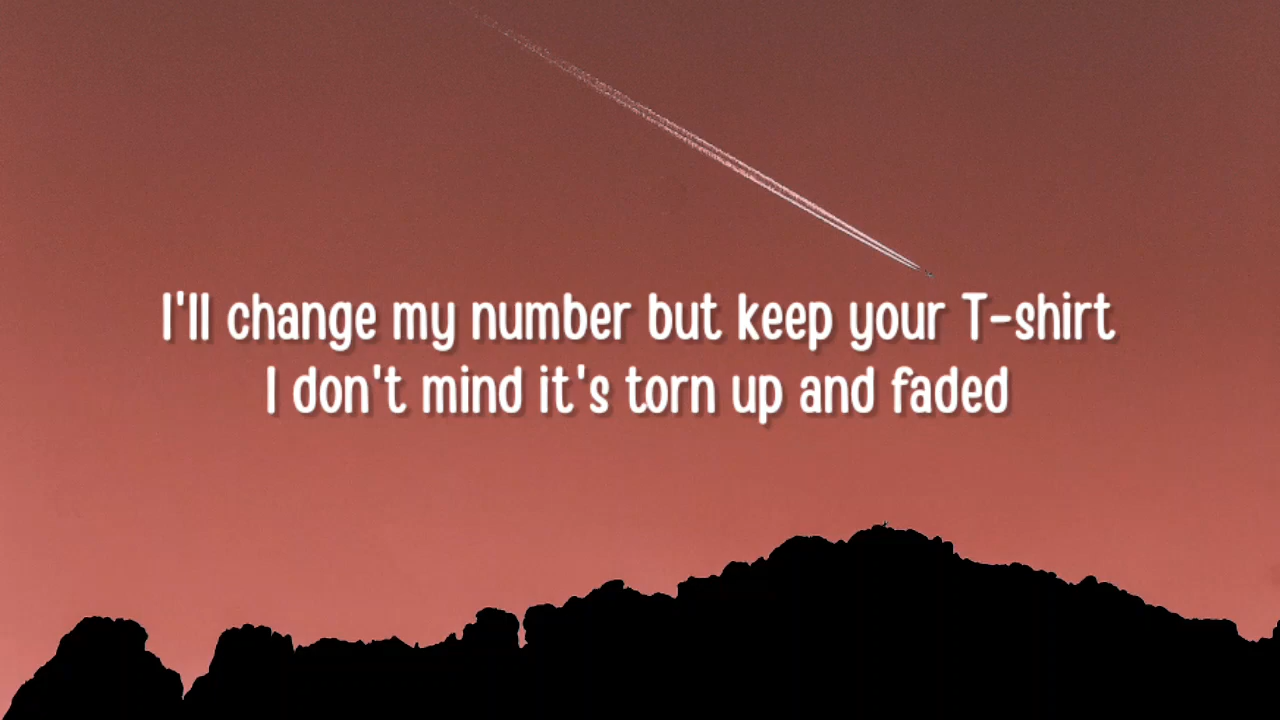 I'll change my number but keep your T-shirt
I don't mind it's torn up and faded